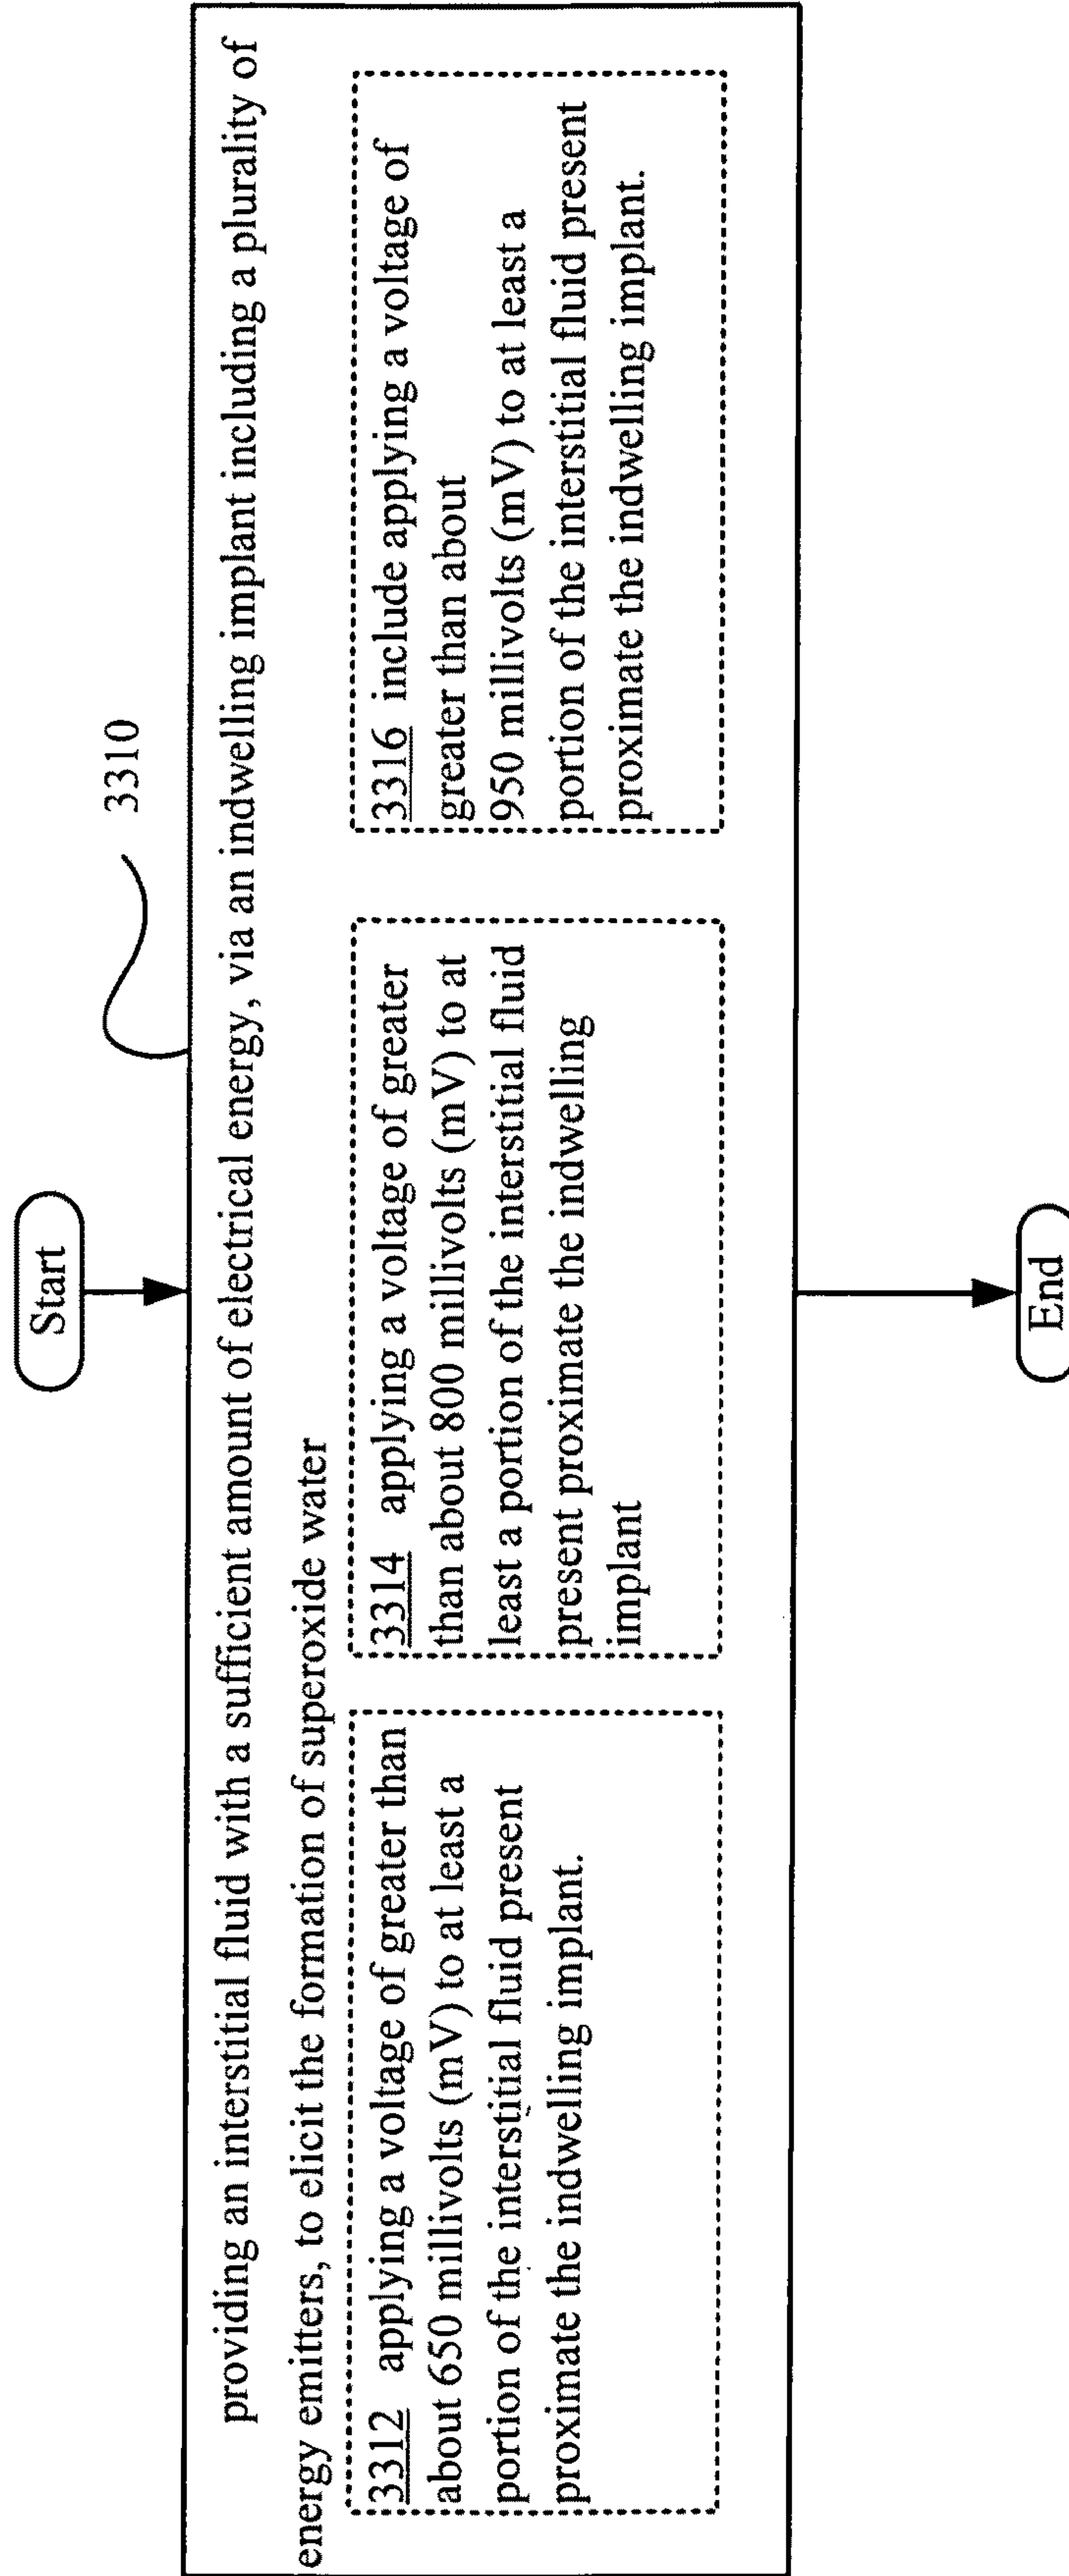 Start
3310
providing an interstitial fluid with a sufficient amount of electrical energy, via an indwelling implant including a plurality of
energy emitters, to elicit the formation of superoxide water
3312 applying a voltage of greater than
about 650 millivolts (mV) to at least a
portion of the interstitial fluid present
proximate the indwelling implant.
3314 applying a voltage of greater
than about 800 millivolts (mV) to at
least a portion of the interstitial fluid
present proximate the indwelling
implant
3316 include applying a voltage of
greater than about
950 millivolts (mV) to at least a
portion of the interstitial fluid present
proximate the indwelling implant.
End